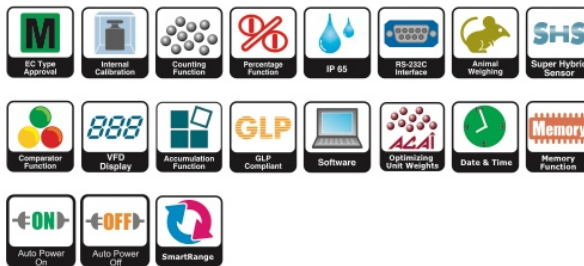 M
EC Type
Approval
Internal
Calibration
Counting
Function
Percentage
Function
IP 65
RS-232C
Interface
Animal
Weighing
SHS
Super Hybrid
Sensor
Comparator
Function
888
VFD
Display
Accumulation
Function
GLP
GLP
Compliant
Software
ACAI
Optimizing
Unit Weights
Date & Time
Memory
Memory
Function
ON
Auto Power
On
OFF
Auto Power
Off
SmartRange